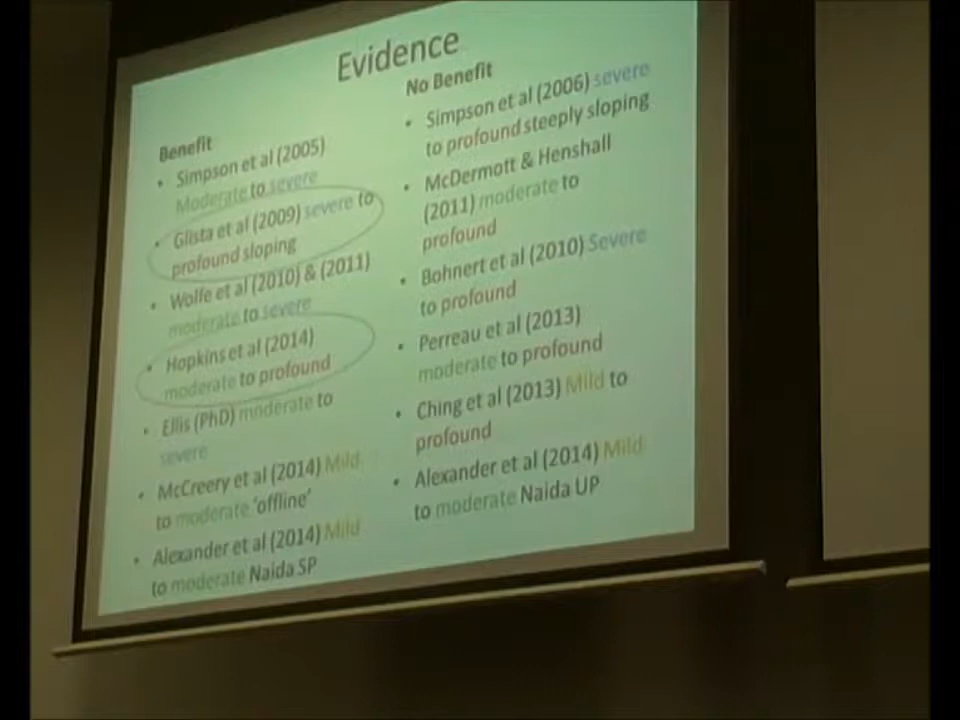 Evidence
Benefit
• Simpson et al (2005)
Moderate to severe
• Glista et al (2009) severe to
profound sloping
• Wolfe et al (2010) & (2011)
moderate to severe
• Hopkins et al (2014)
moderate to profound
• Ellis (PhD) moderate to
severe
• McCreery et al (2014) Mild
to moderate 'offline'
• Alexander et al (2014) Mild
to moderate Naida SP
No Benefit
• Simpson et al (2006) severe
to profound steeply sloping
• McDermott & Henshall
(2011) moderate to
profound
• Bohnert et al (2010) Severe
to profound
• Perreau et al (2013)
moderate to profound
• Ching et al (2013) Mild to
profound
• Alexander et al (2014) Mild
to moderate Naida UP